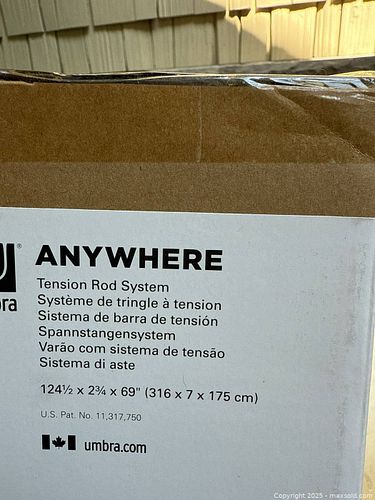 ANYWHERE
Tension Rod System
Système de tringle à tension
Sistema de barra de tensión
Spannstangensystem
Varão com sistema de tensão
Sistema di aste
124½ x 2¾ x 69" (316 x 7 x 175 cm)
U.S. Pat. No. 11,317,750
umbra.com
Copyright 2025 - maxsold.com